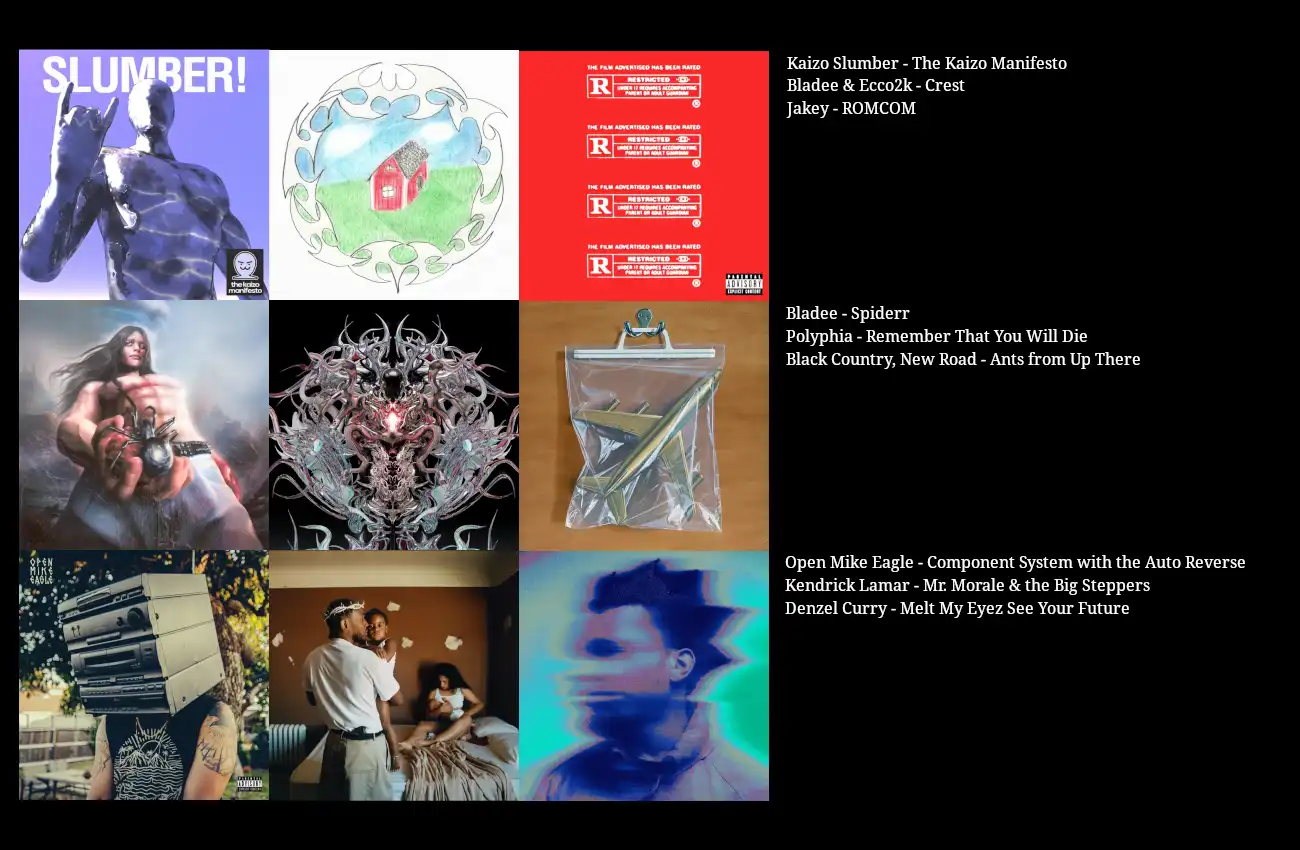 SLUMBER!
the kaizo
manifesto
THE FILM ADVERTISED HAS BEEN RATED
R RESTRICTED
UNDER 17 REQUIRES ACCOMPANYING
PARENT OR ADULT GUARDIAN
®
THE FILM ADVERTISED HAS BEEN RATED
R RESTRICTED
UNDER 17 REQUIRES ACCOMPANYING
PARENT OR ADULT GUARDIAN
®
THE FILM ADVERTISED HAS BEEN RATED
R RESTRICTED
UNDER 17 REQUIRES ACCOMPANYING
PARENT OR ADULT GUARDIAN
®
THE FILM ADVERTISED HAS BEEN RATED
R RESTRICTED
UNDER 17 REQUIRES ACCOMPANYING
PARENT OR ADULT GUARDIAN
®
PARENTAL
ADVISORY
EXPLICIT CONTENT
Kaizo Slumber - The Kaizo Manifesto
Bladee & Ecco2k - Crest
Jakey - ROMCOM
Bladee - Spiderr
Polyphia - Remember That You Will Die
Black Country, New Road - Ants from Up There
OPEN
MIKE
EAGLE
PARENTAL
ADVISORY
EXPLICIT CONTENT
Open Mike Eagle - Component System with the Auto Reverse
Kendrick Lamar - Mr. Morale & the Big Steppers
Denzel Curry - Melt My Eyez See Your Future